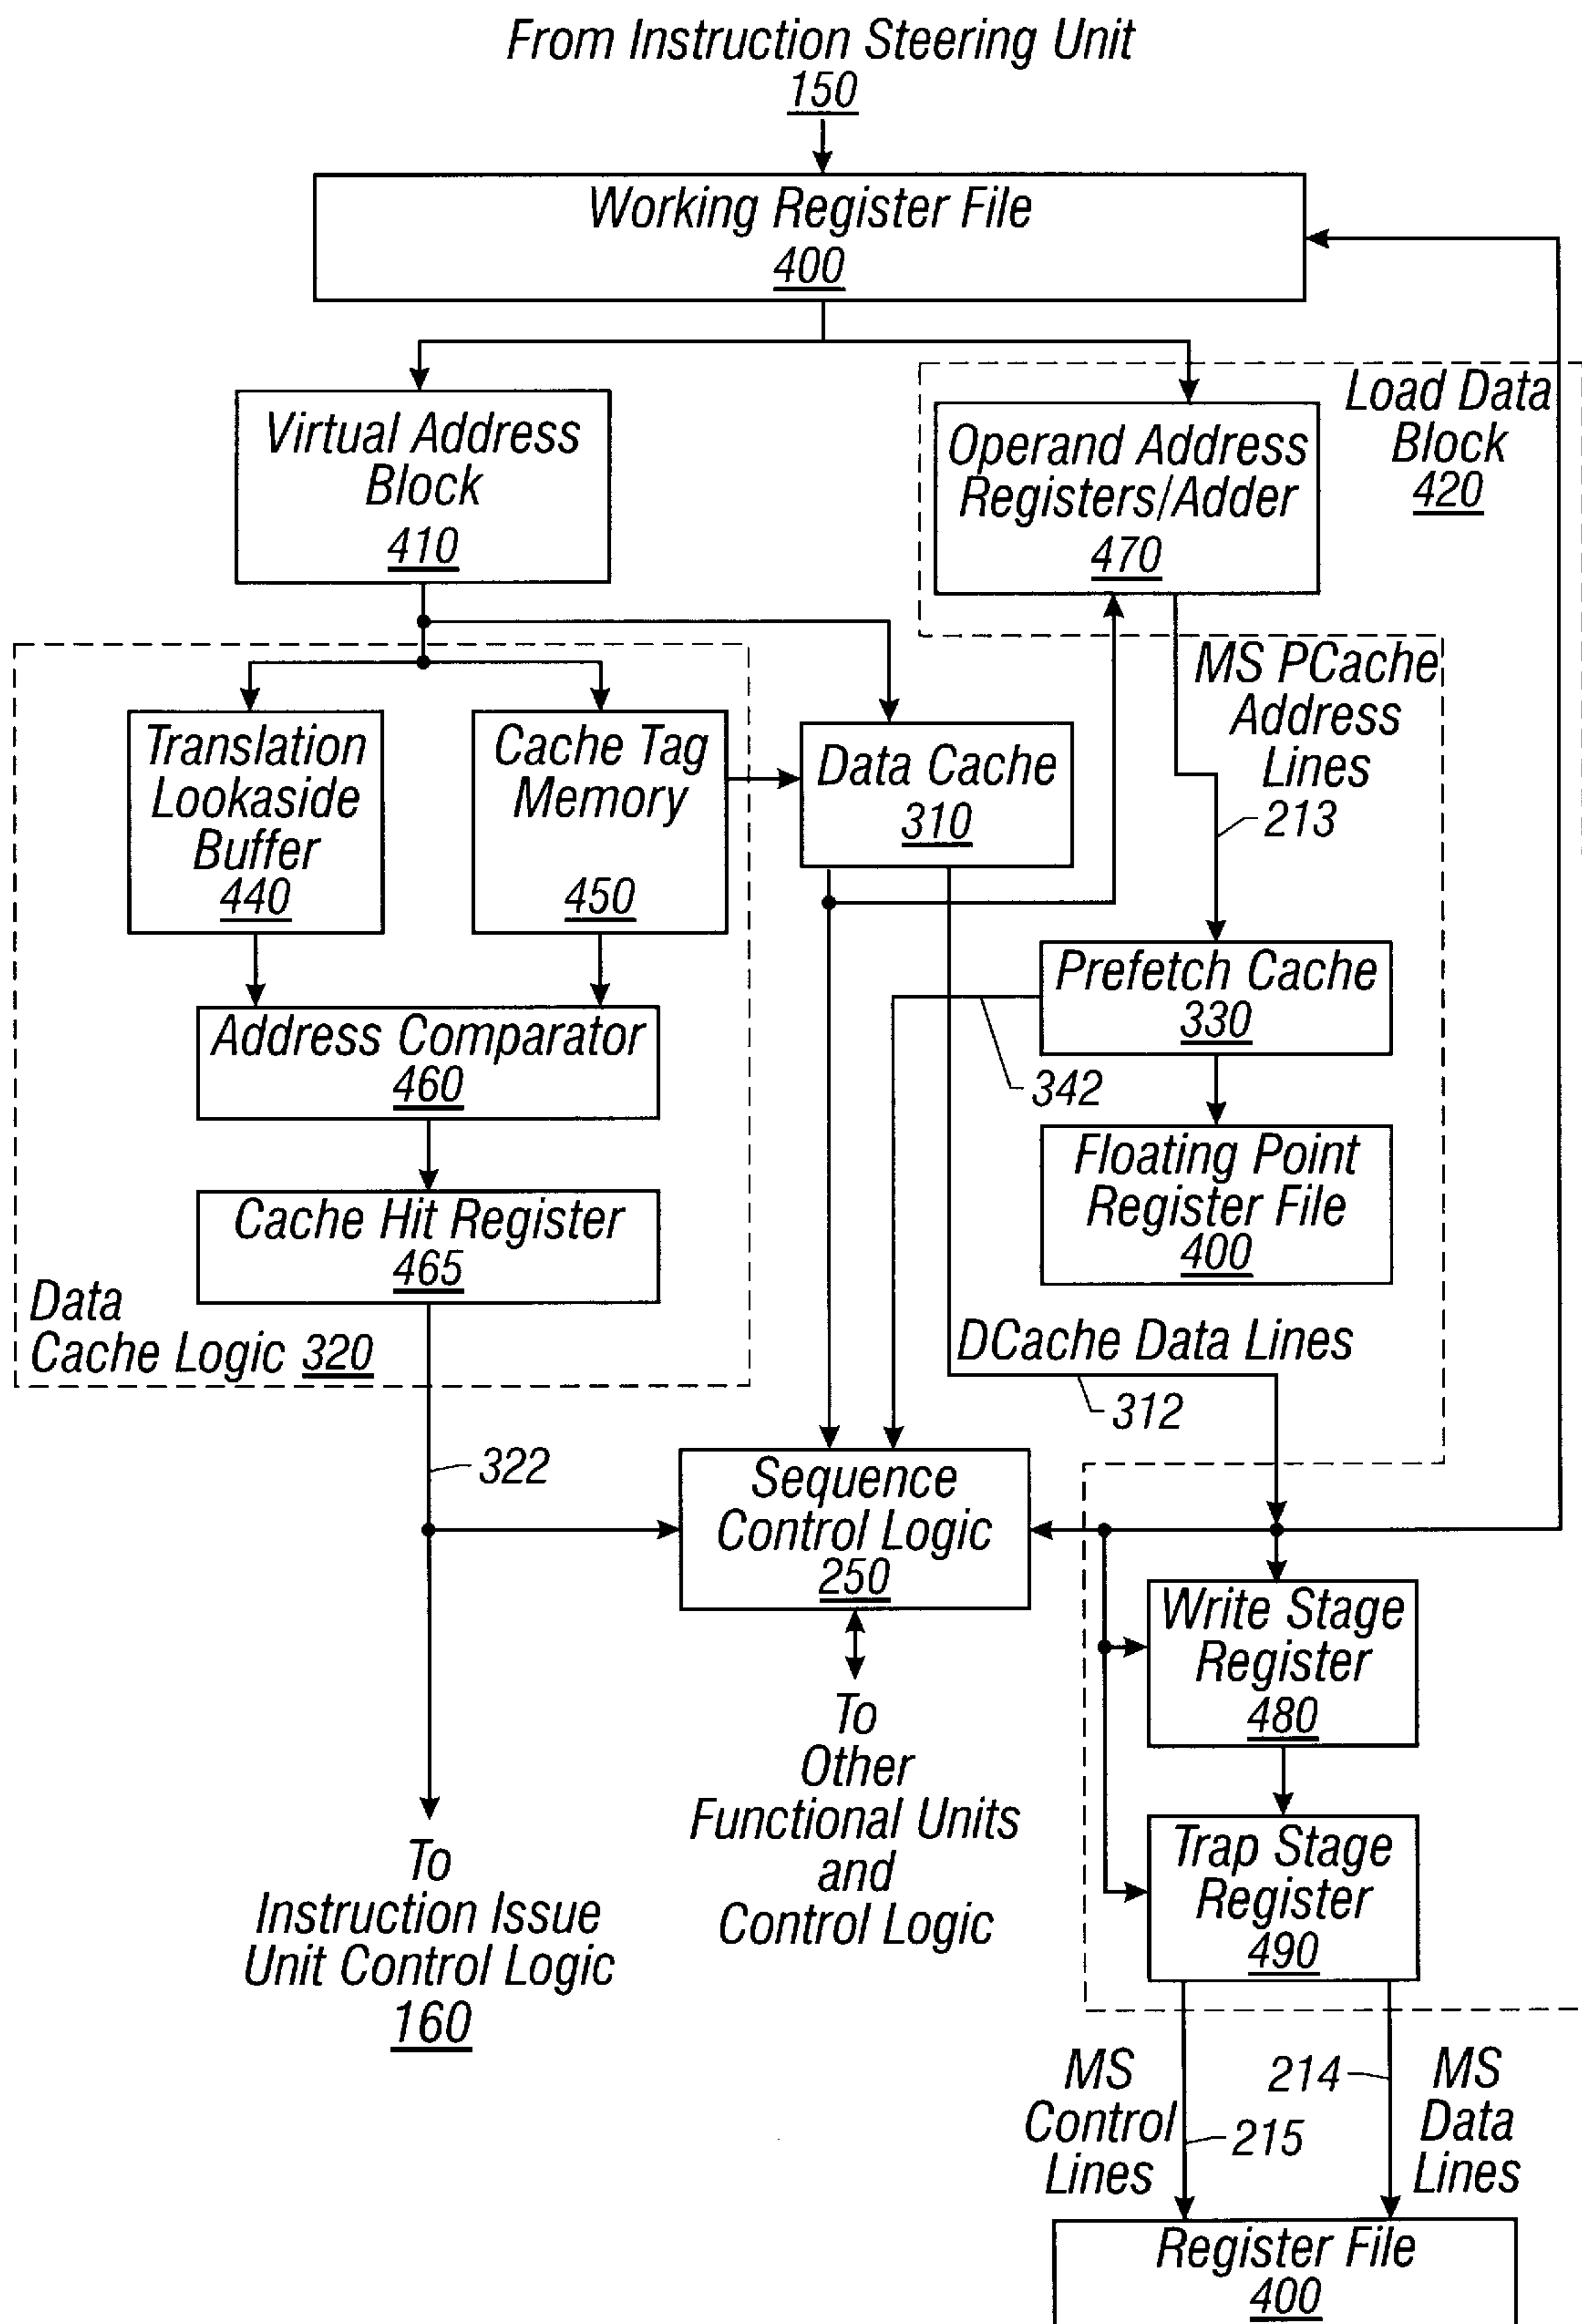 From Instruction Steering Unit
150
Working Register File
400
Virtual Address
Block
410
Operand Address
Registers/Adder
470
Load Data
Block
420
MS PCache
Address
Lines
213
Translation
Lookaside
Buffer
440
Cache Tag
Memory
450
Data Cache
310
Prefetch Cache
330
342
Address Comparator
460
Floating Point
Register File
400
Cache Hit Register
465
Data
Cache Logic 320
DCache Data Lines
312
322
Sequence
Control Logic
250
Write Stage
Register
480
To
Other
Functional Units
and
Control Logic
Trap Stage
Register
490
To
Instruction Issue
Unit Control Logic
160
MS
Control
Lines
215
214
MS
Data
Lines
Register File
400